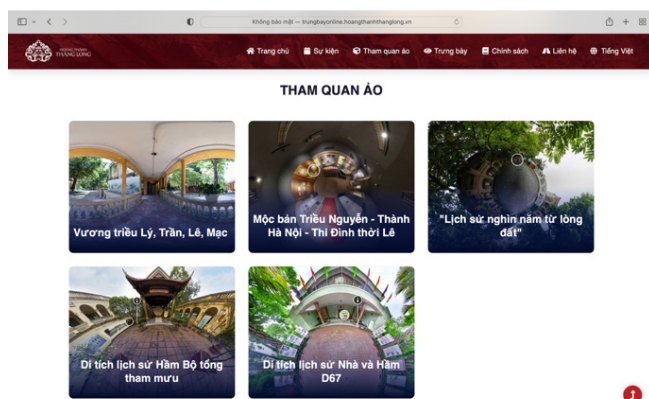 Không bảo mật — trungbayonline.hoangthanhthanglong.vn
HOÀNG THÀNH
THĂNG LONG
Trang chủ Sự kiện Tham quan ảo Trưng bày Chính sách Liên hệ Tiếng Việt
THAM QUAN ẢO
Vương triều Lý, Trần, Lê, Mạc
Mộc bản Triều Nguyễn - Thành
Hà Nội - Thi Đình thời Lê
"Lịch sử nghìn năm từ lòng
đất"
Di tích lịch sử Hầm Bộ tổng
tham mưu
Di tích lịch sử Nhà và Hầm
D67